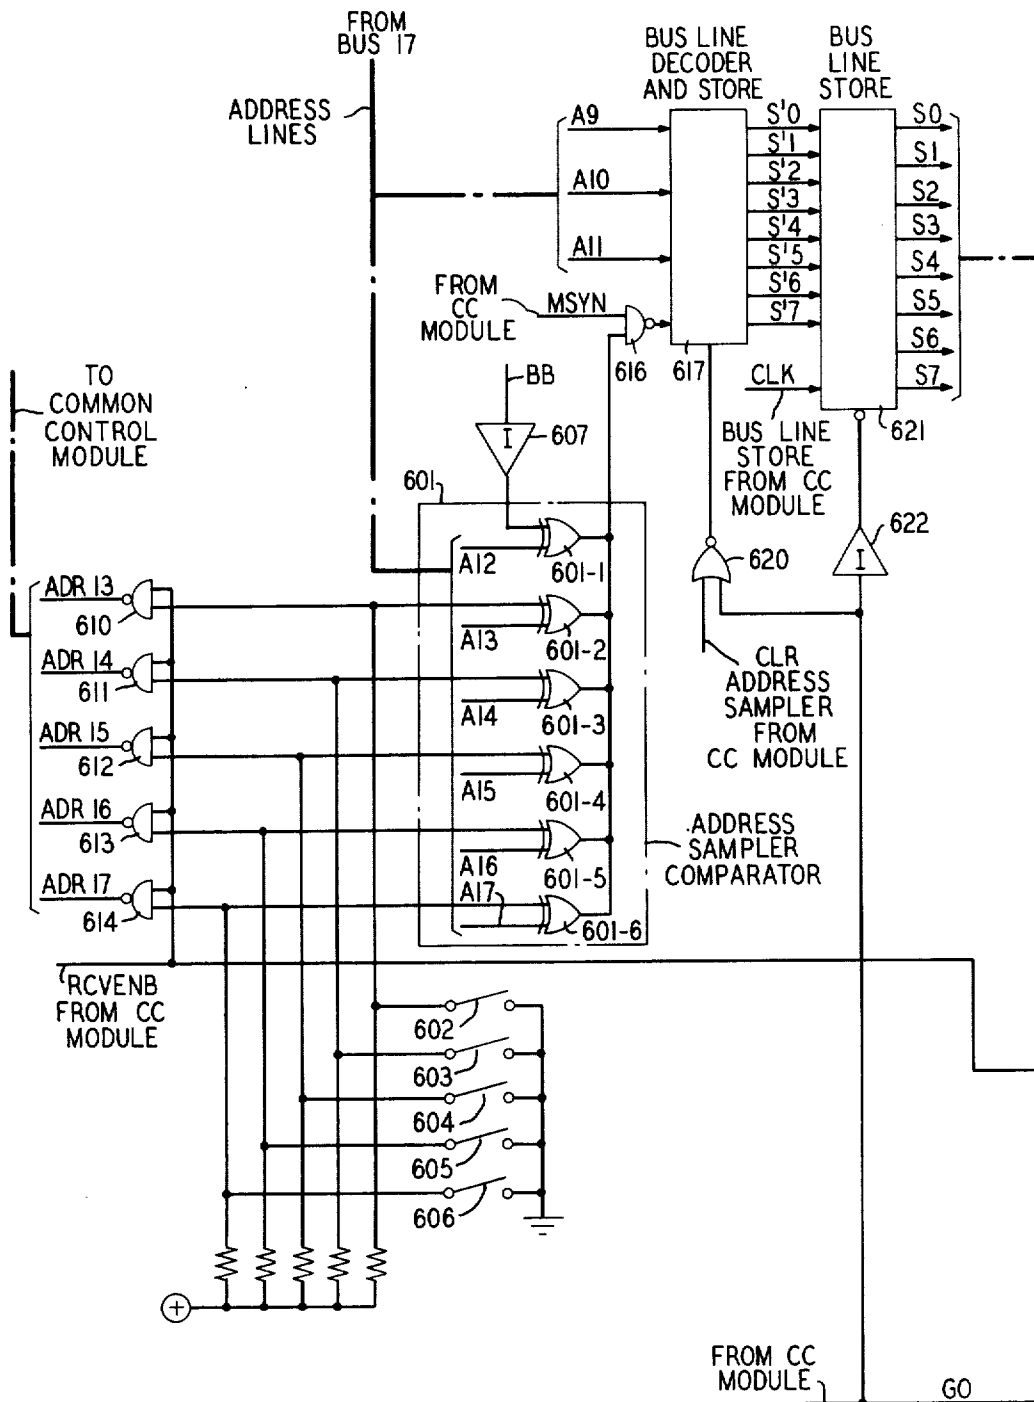 FROM
BUS 17
ADDRESS
LINES
BUS LINE
DECODER
AND STORE
BUS
LINE
STORE
A9
A10
A11
S'0
S'1
S'2
S'3
S'4
S'5
S'6
S'7
S0
S1
S2
S3
S4
S5
S6
S7
FROM
CC
MODULE
MSYN
616
617
CLK
621
BUS LINE
STORE
FROM CC
MODULE
TO
COMMON
CONTROL
MODULE
BB
I
607
601
622
I
620
A12
601-1
A13
601-2
A14
601-3
A15
601-4
A16
601-5
A17
601-6
ADR 13
610
ADR 14
611
ADR 15
612
ADR 16
613
ADR 17
614
CLR
ADDRESS
SAMPLER
FROM
CC MODULE
ADDRESS
SAMPLER
COMPARATOR
RCVENB
FROM CC
MODULE
602
603
604
605
606
+
FROM CC
MODULE
GO